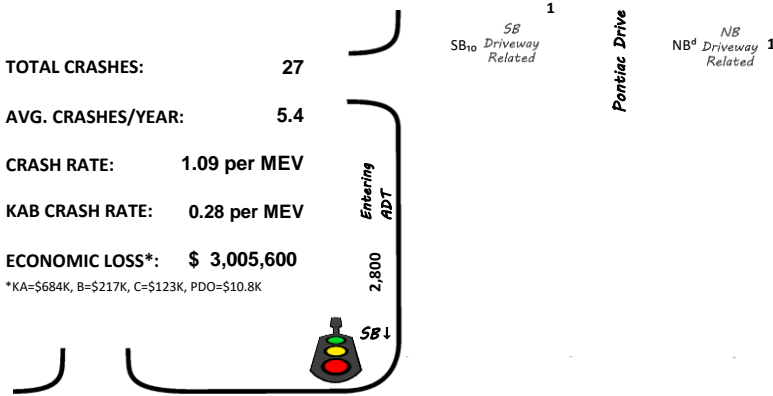 TOTAL CRASHES: 27
AVG. CRASHES/YEAR: 5.4
CRASH RATE: 1.09 per MEV
KAB CRASH RATE: 0.28 per MEV
ECONOMIC LOSS*: $ 3,005,600
*KA=$684K, B=$217K, C=$123K, PDO=$10.8K
Entering
ADT
2,800
SB↓
1
SB₁₀ SB
Driveway
Related
Pontiac Drive
NBᵈ NB
Driveway 1
Related